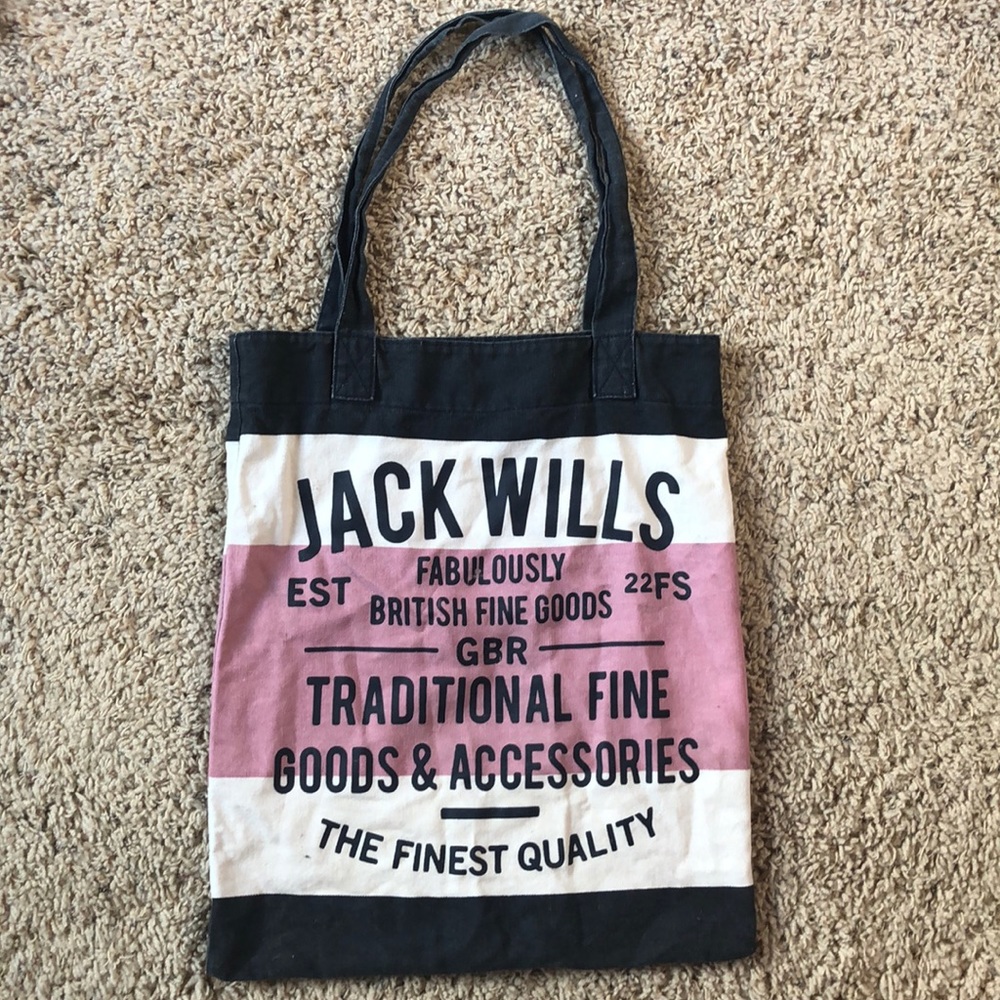 JACK WILLS
FABULOUSLY
EST BRITISH FINE GOODS 22FS
GBR
TRADITIONAL FINE
GOODS & ACCESSORIES
THE FINEST QUALITY